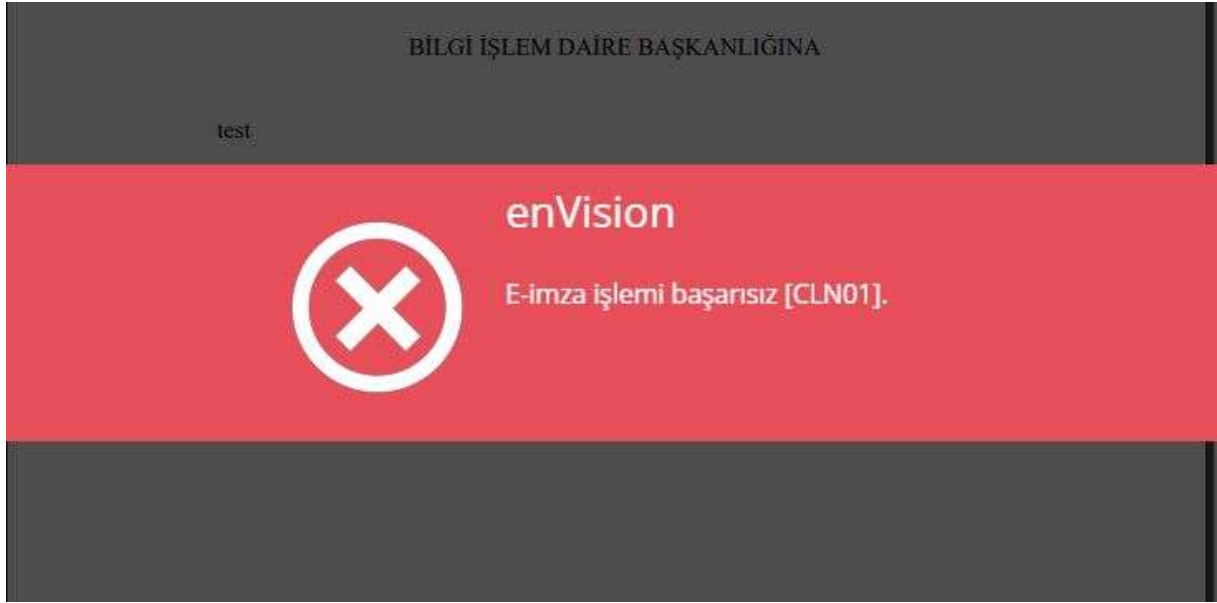 BİLGİ İŞLEM DAİRE BAŞKANLIĞINA
test
enVision
E-imza işlemi başarısız [CLN01].